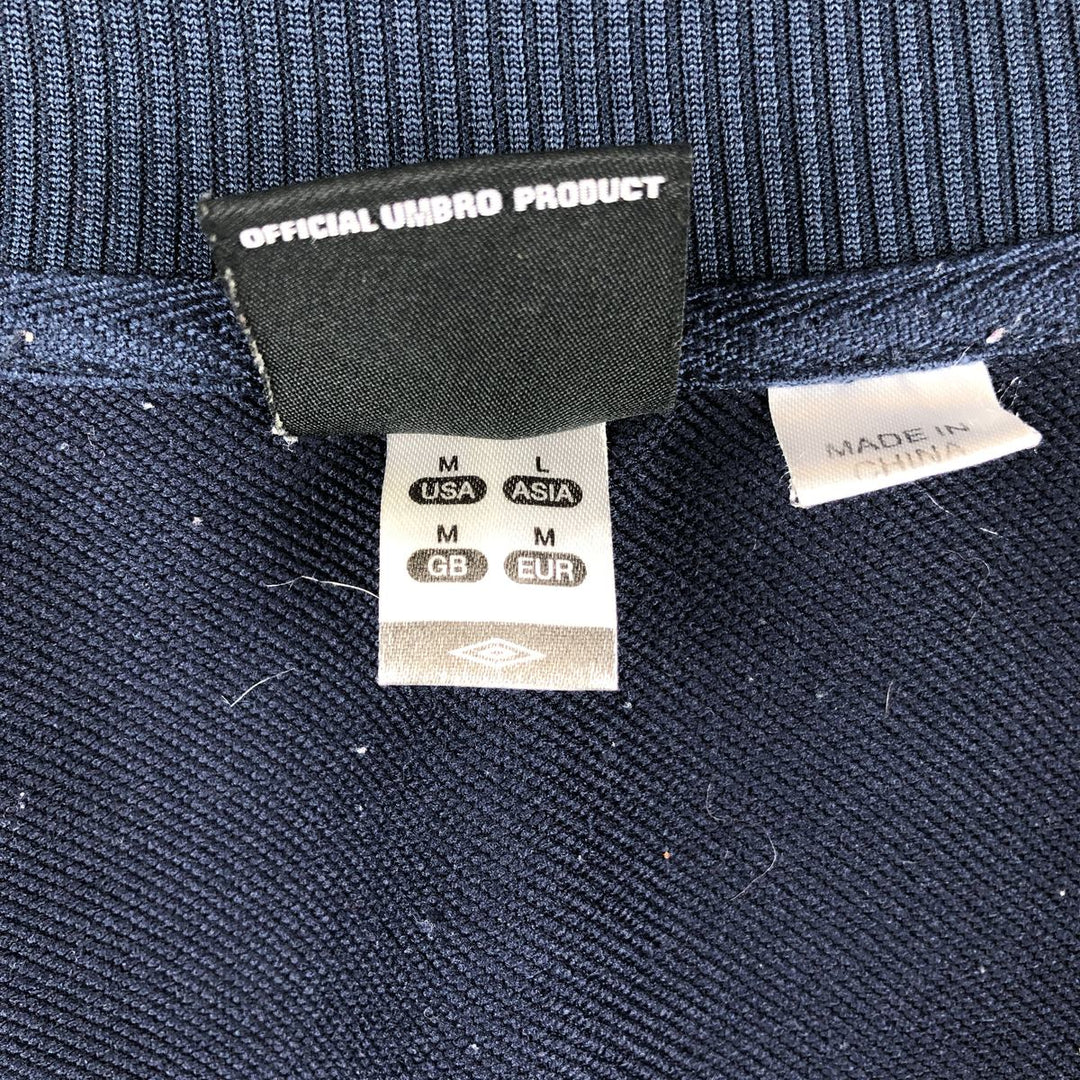 OFFICIAL UMBRO PRODUCT
M L
USA ASIA
M M
GB EUR
MADE IN
CHINA